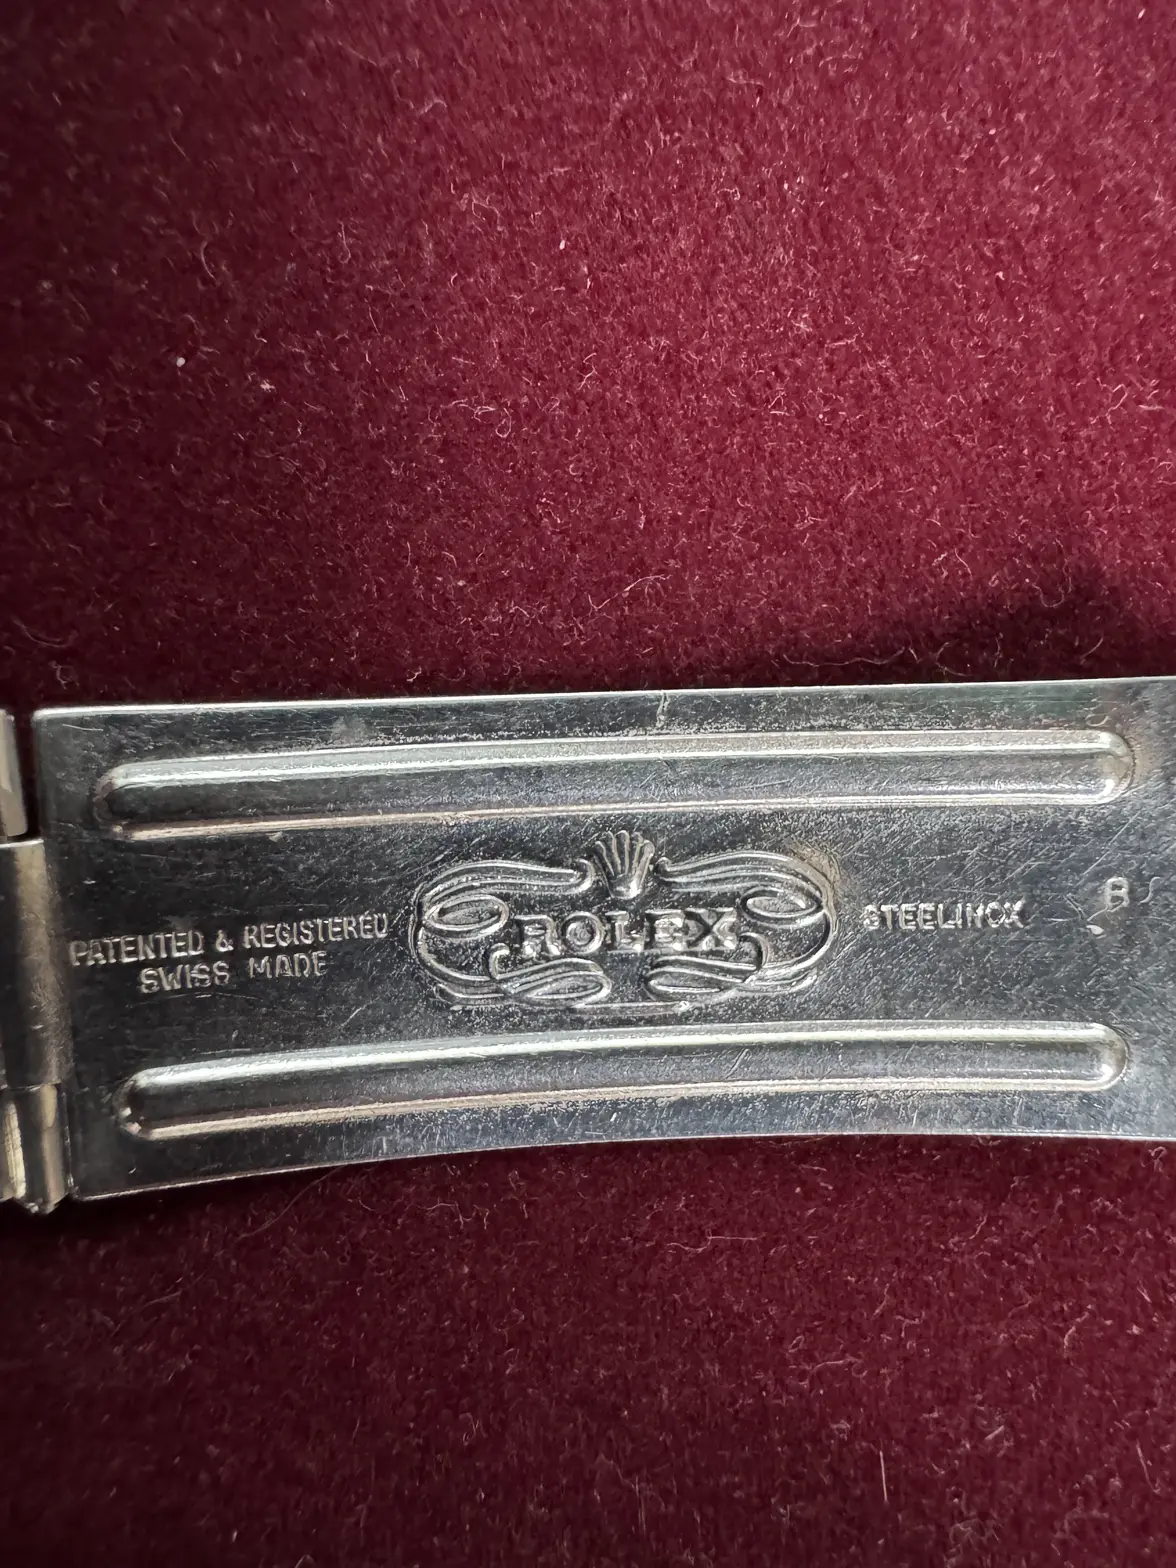 PATENTED & REGISTERED
SWISS MADE
ROLEX
STEELINOX
B